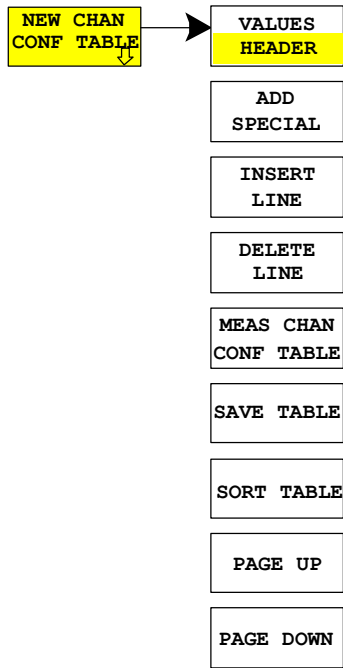 NEW CHAN
CONF TABLE
VALUES
HEADER
ADD
SPECIAL
INSERT
LINE
DELETE
LINE
MEAS CHAN
CONF TABLE
SAVE TABLE
SORT TABLE
PAGE UP
PAGE DOWN